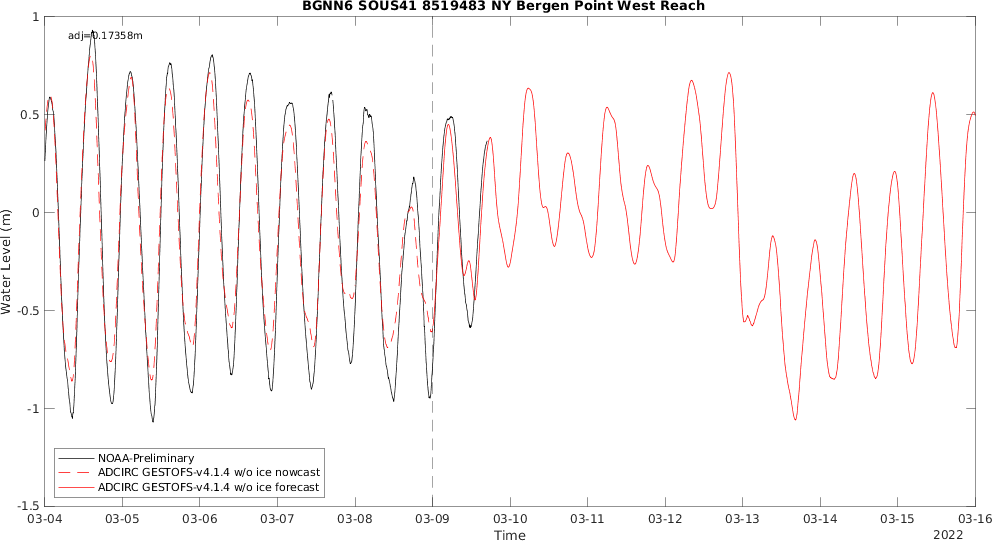 BGNN6 SOUS41 8519483 NY Bergen Point West Reach
adj=0.17358m
1
0.5
0
-0.5
-1
-1.5
Water Level (m)
NOAA-Preliminary
ADCIRC GESTOFS-v4.1.4 w/o ice nowcast
ADCIRC GESTOFS-v4.1.4 w/o ice forecast
03-04 03-05 03-06 03-07 03-08 03-09 03-10 03-11 03-12 03-13 03-14 03-15 03-16
Time
2022